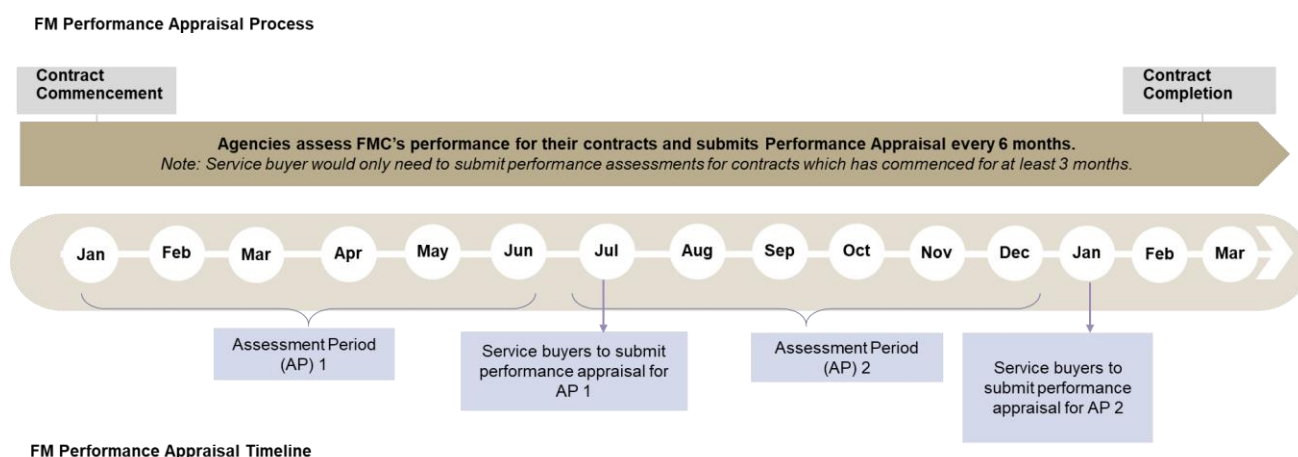 FM Performance Appraisal Process
Contract
Commencement
Contract
Completion
Agencies assess FMC's performance for their contracts and submits Performance Appraisal every 6 months.
Note: Service buyer would only need to submit performance assessments for contracts which has commenced for at least 3 months.
Jan
Feb
Mar
Apr
May
Jun
Jul
Aug
Sep
Oct
Nov
Dec
Jan
Feb
Mar
Assessment Period
(AP) 1
Service buyers to submit
performance appraisal for
AP 1
Assessment Period
(AP) 2
Service buyers to
submit performance
appraisal for AP 2
FM Performance Appraisal Timeline